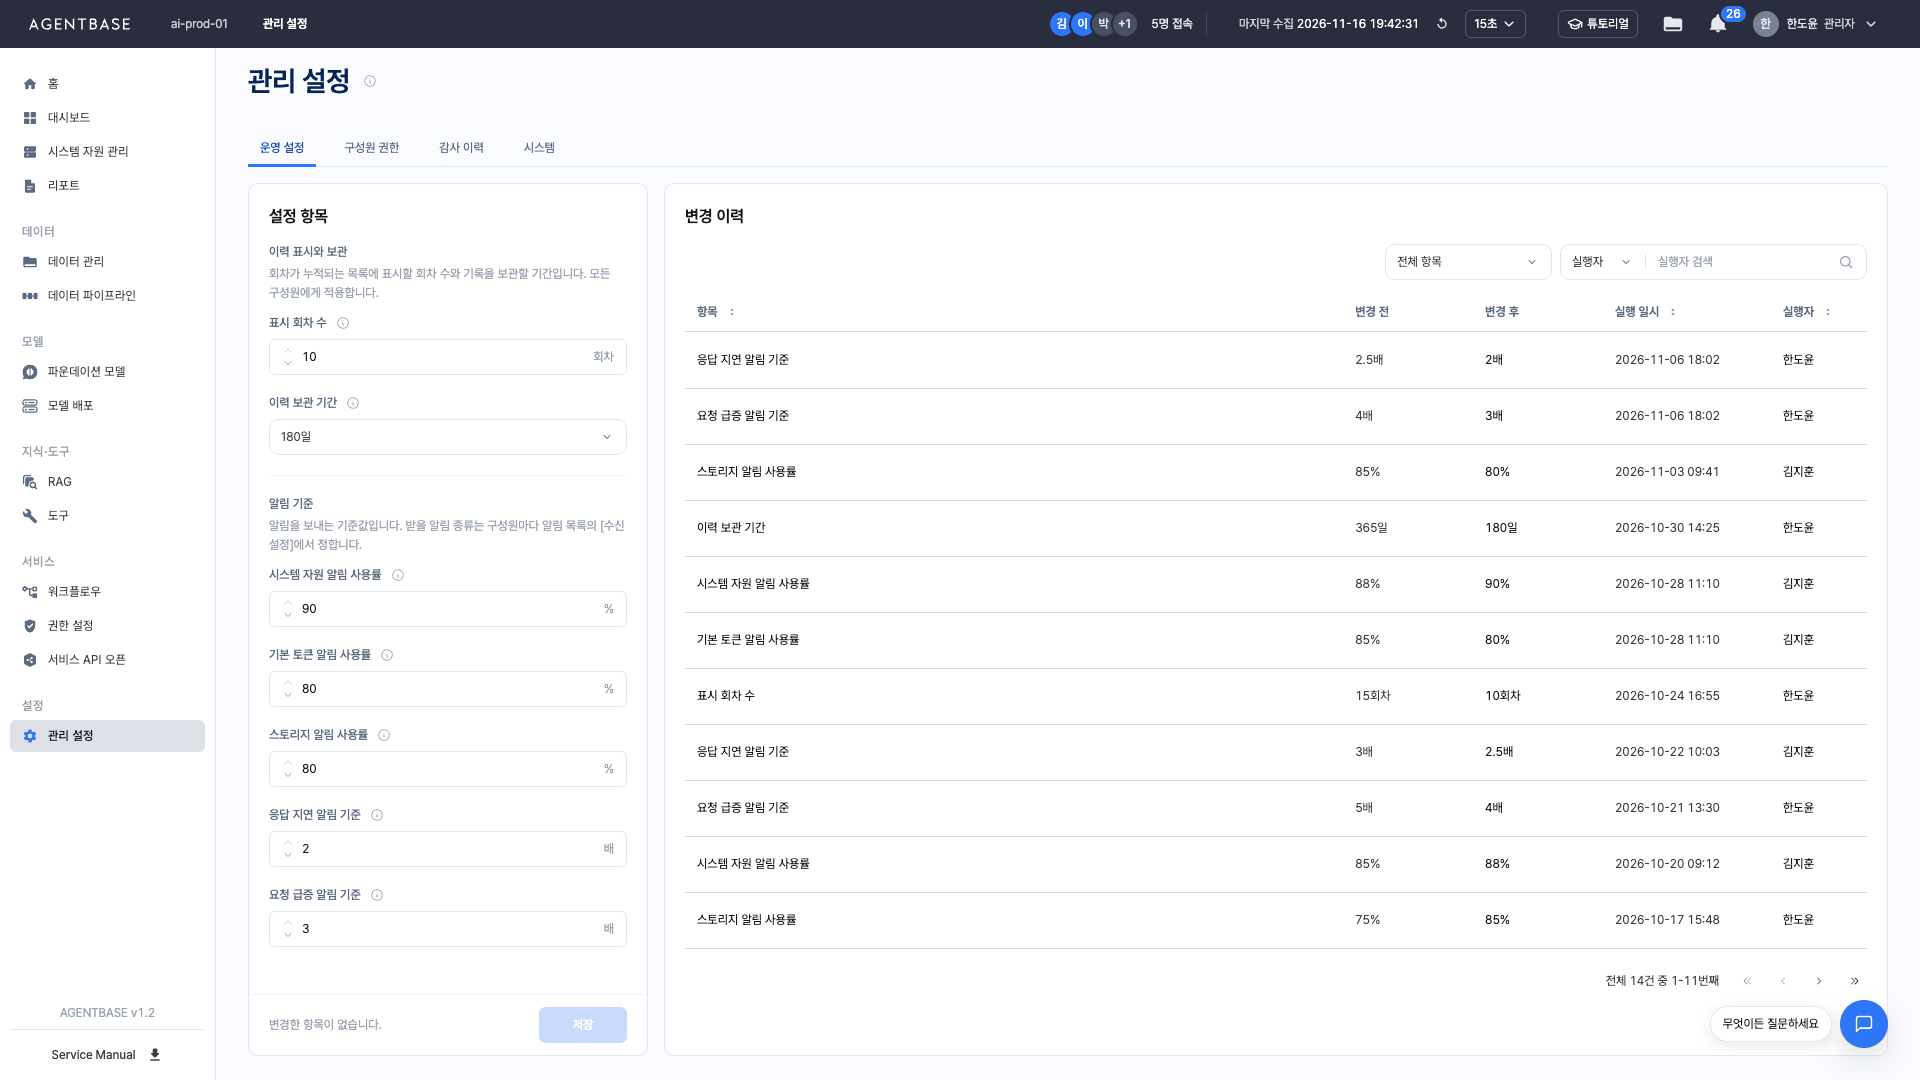 AGENTBASE
ai-prod-01
관리 설정
김 이 박 +1 5명 접속
마지막 수집 2026-11-16 19:42:31
15초
튜토리얼
26
한 한도윤 관리자
홈
대시보드
시스템 자원 관리
리포트
데이터
데이터 관리
데이터 파이프라인
모델
파운데이션 모델
모델 배포
지식·도구
RAG
도구
서비스
워크플로우
권한 설정
서비스 API 오픈
설정
관리 설정
AGENTBASE v1.2
Service Manual
관리 설정
운영 설정 구성원 권한 감사 이력 시스템
설정 항목
이력 표시와 보관
회차가 누적되는 목록에 표시할 회차 수와 기록을 보관할 기간입니다. 모든
구성원에게 적용합니다.
표시 회차 수
10 회차
이력 보관 기간
180일
알림 기준
알림을 보내는 기준값입니다. 받을 알림 종류는 구성원마다 알림 목록의 [수신
설정]에서 정합니다.
시스템 자원 알림 사용률
90 %
기본 토큰 알림 사용률
80 %
스토리지 알림 사용률
80 %
응답 지연 알림 기준
2 배
요청 급증 알림 기준
3 배
변경한 항목이 없습니다.
저장
변경 이력
전체 항목
실행자
실행자 검색
항목 변경 전 변경 후 실행 일시 실행자
응답 지연 알림 기준 2.5배 2배 2026-11-06 18:02 한도윤
요청 급증 알림 기준 4배 3배 2026-11-06 18:02 한도윤
스토리지 알림 사용률 85% 80% 2026-11-03 09:41 김지훈
이력 보관 기간 365일 180일 2026-10-30 14:25 한도윤
시스템 자원 알림 사용률 88% 90% 2026-10-28 11:10 김지훈
기본 토큰 알림 사용률 85% 80% 2026-10-28 11:10 김지훈
표시 회차 수 15회차 10회차 2026-10-24 16:55 한도윤
응답 지연 알림 기준 3배 2.5배 2026-10-22 10:03 김지훈
요청 급증 알림 기준 5배 4배 2026-10-21 13:30 한도윤
시스템 자원 알림 사용률 85% 88% 2026-10-20 09:12 김지훈
스토리지 알림 사용률 75% 85% 2026-10-17 15:48 한도윤
전체 14건 중 1-11번째
무엇이든 질문하세요